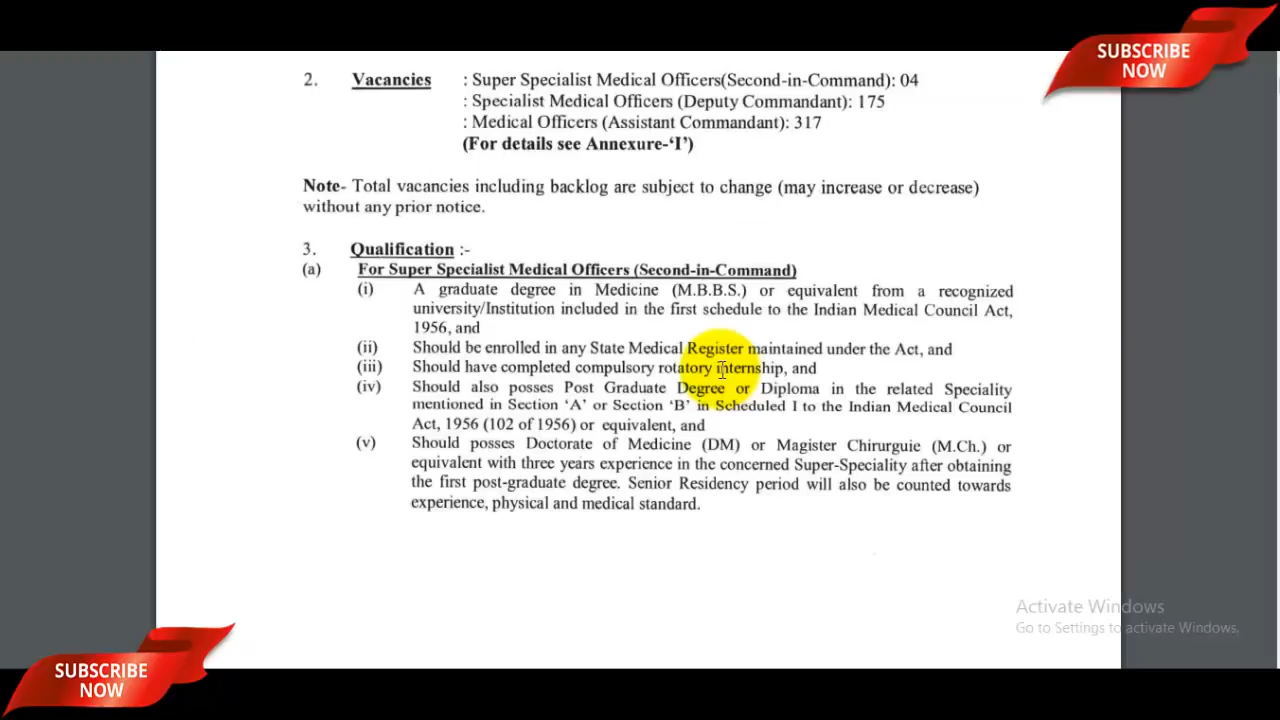 SUBSCRIBE
NOW
2. Vacancies : Super Specialist Medical Officers(Second-in-Command): 04
: Specialist Medical Officers (Deputy Commandant): 175
: Medical Officers (Assistant Commandant): 317
(For details see Annexure-‘I’)
Note- Total vacancies including backlog are subject to change (may increase or decrease)
without any prior notice.
3. Qualification :-
(a) For Super Specialist Medical Officers (Second-in-Command)
(i) A graduate degree in Medicine (M.B.B.S.) or equivalent from a recognized
university/Institution included in the first schedule to the Indian Medical Council Act,
1956, and
(ii) Should be enrolled in any State Medical Register maintained under the Act, and
(iii) Should have completed compulsory rotatory internship, and
(iv) Should also posses Post Graduate Degree or Diploma in the related Speciality
mentioned in Section ‘A’ or Section ‘B’ in Scheduled I to the Indian Medical Council
Act, 1956 (102 of 1956) or equivalent, and
(v) Should posses Doctorate of Medicine (DM) or Magister Chirurguie (M.Ch.) or
equivalent with three years experience in the concerned Super-Speciality after obtaining
the first post-graduate degree. Senior Residency period will also be counted towards
experience, physical and medical standard.
Activate Windows
Go to Settings to activate Windows.
SUBSCRIBE
NOW